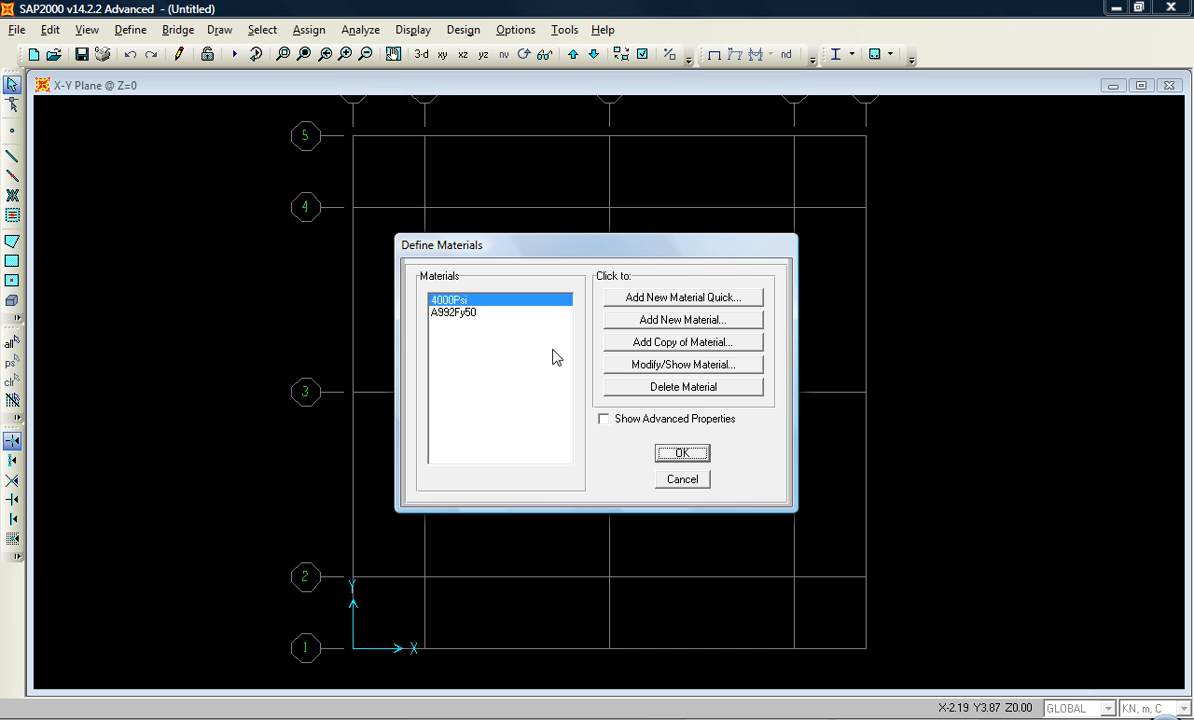 SAP2000 v14.2.2 Advanced - (Untitled)
File Edit View Define Bridge Draw Select Assign Analyze Display Design Options Tools Help
3-d xy xz yz nv nd
X-Y Plane @ Z=0
5
4
Define Materials
Materials
Click to:
4000Psi
A992Fy50
Add New Material Quick...
Add New Material...
Add Copy of Material...
Modify/Show Material...
Delete Material
Show Advanced Properties
OK
Cancel
all
ps
clr
3
2
Y
1
X
X-2.19 Y3.87 Z0.00 GLOBAL KN, m, C